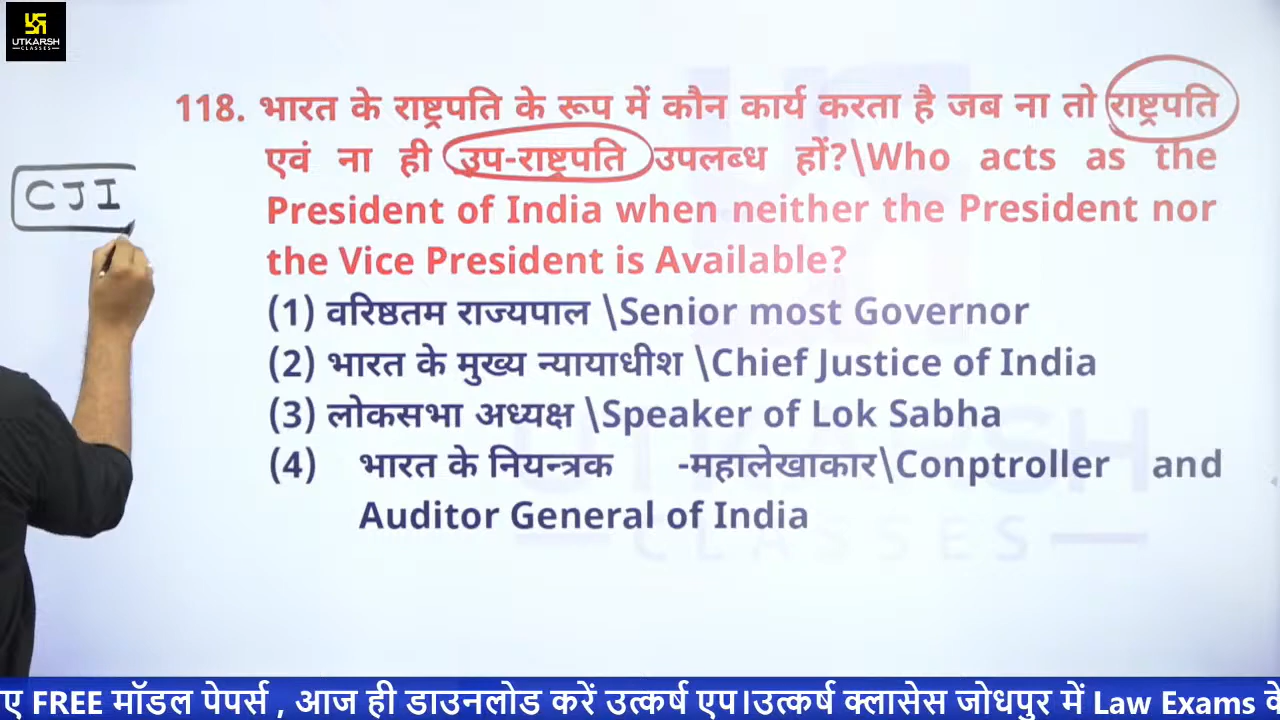 UTKARSH
CLASSES
118. भारत के राष्ट्रपति के रूप में कौन कार्य करता है जब ना तो राष्ट्रपति
एवं ना ही उप-राष्ट्रपति उपलब्ध हों?\Who acts as the
CJI
President of India when neither the President nor
the Vice President is Available?
(1) वरिष्ठतम राज्यपाल \Senior most Governor
(2) भारत के मुख्य न्यायाधीश \Chief Justice of India
(3) लोकसभा अध्यक्ष \Speaker of Lok Sabha
(4) भारत के नियन्त्रक -महालेखाकार\Conptroller and
Auditor General of India
UTKARSH
CLASSES
ए FREE मॉडल पेपर्स , आज ही डाउनलोड करें उत्कर्ष एप।उत्कर्ष क्लासेस जोधपुर में Law Exams के